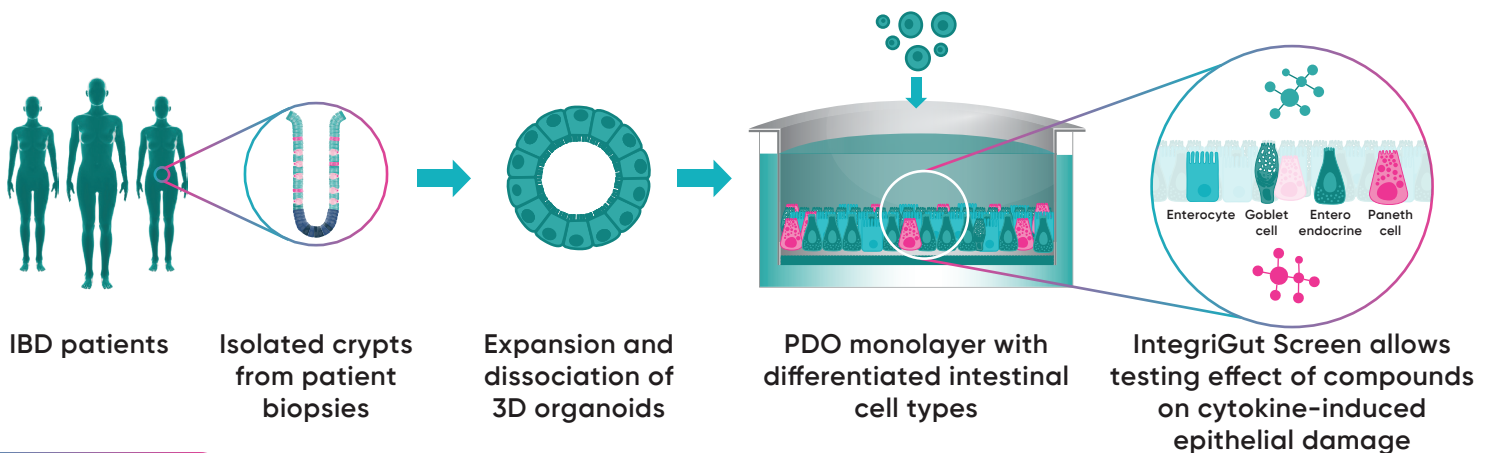 Enterocyte
Goblet
cell
Entero
endocrine
Paneth
cell
IBD patients
Isolated crypts
from patient
biopsies
Expansion and
dissociation of
3D organoids
PDO monolayer with
differentiated intestinal
cell types
IntegriGut Screen allows
testing effect of compounds
on cytokine-induced
epithelial damage